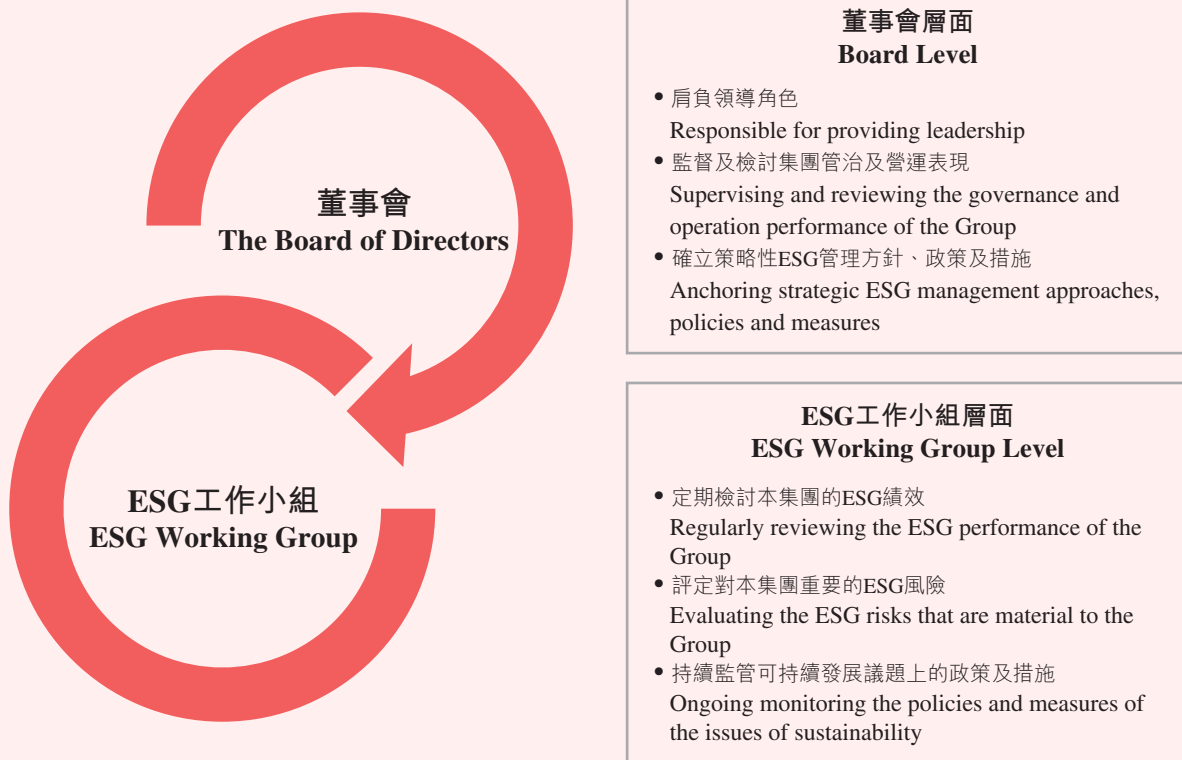 董事會
The Board of Directors
ESG工作小組
ESG Working Group
董事會層面
Board Level
• 肩負領導角色
Responsible for providing leadership
• 監督及檢討集團管治及營運表現
Supervising and reviewing the governance and
operation performance of the Group
• 確立策略性ESG管理方針、政策及措施
Anchoring strategic ESG management approaches,
policies and measures
ESG工作小組層面
ESG Working Group Level
• 定期檢討本集團的ESG績效
Regularly reviewing the ESG performance of the
Group
• 評定對本集團重要的ESG風險
Evaluating the ESG risks that are material to the
Group
• 持續監管可持續發展議題上的政策及措施
Ongoing monitoring the policies and measures of
the issues of sustainability